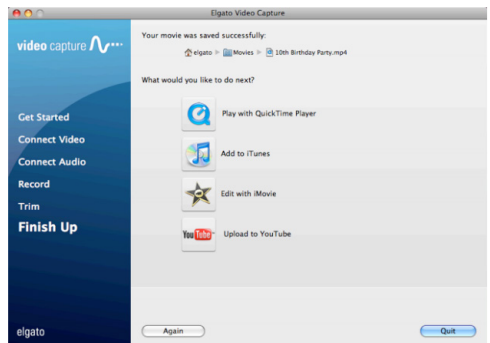 Elgato Video Capture
video capture
Get Started
Connect Video
Connect Audio
Record
Trim
Finish Up
elgato
Your movie was saved successfully:
elgato ▸ Movies ▸ 10th Birthday Party.mp4
What would you like to do next?
Play with QuickTime Player
Add to iTunes
Edit with iMovie
You Tube Upload to YouTube
Again
Quit